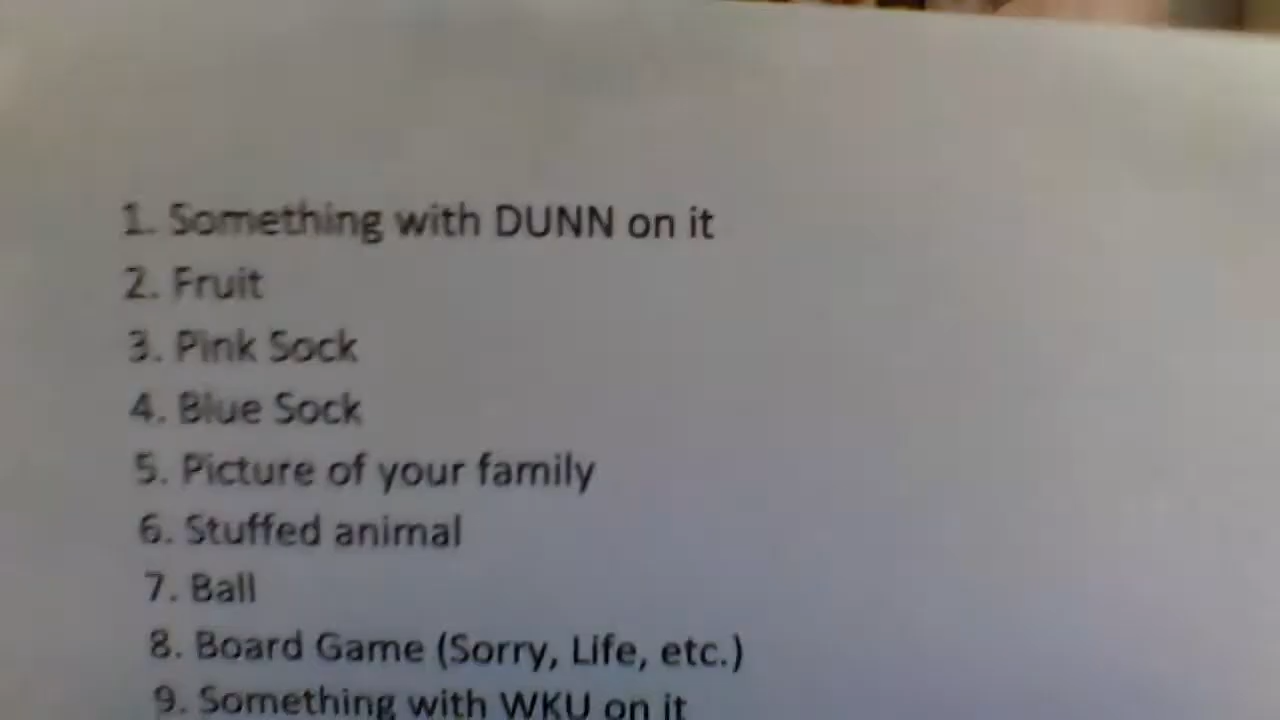 1. Something with DUNN on it
2. Fruit
3. Pink Sock
4. Blue Sock
5. Picture of your family
6. Stuffed animal
7. Ball
8. Board Game (Sorry, Life, etc.)
9. Something with WKU on it